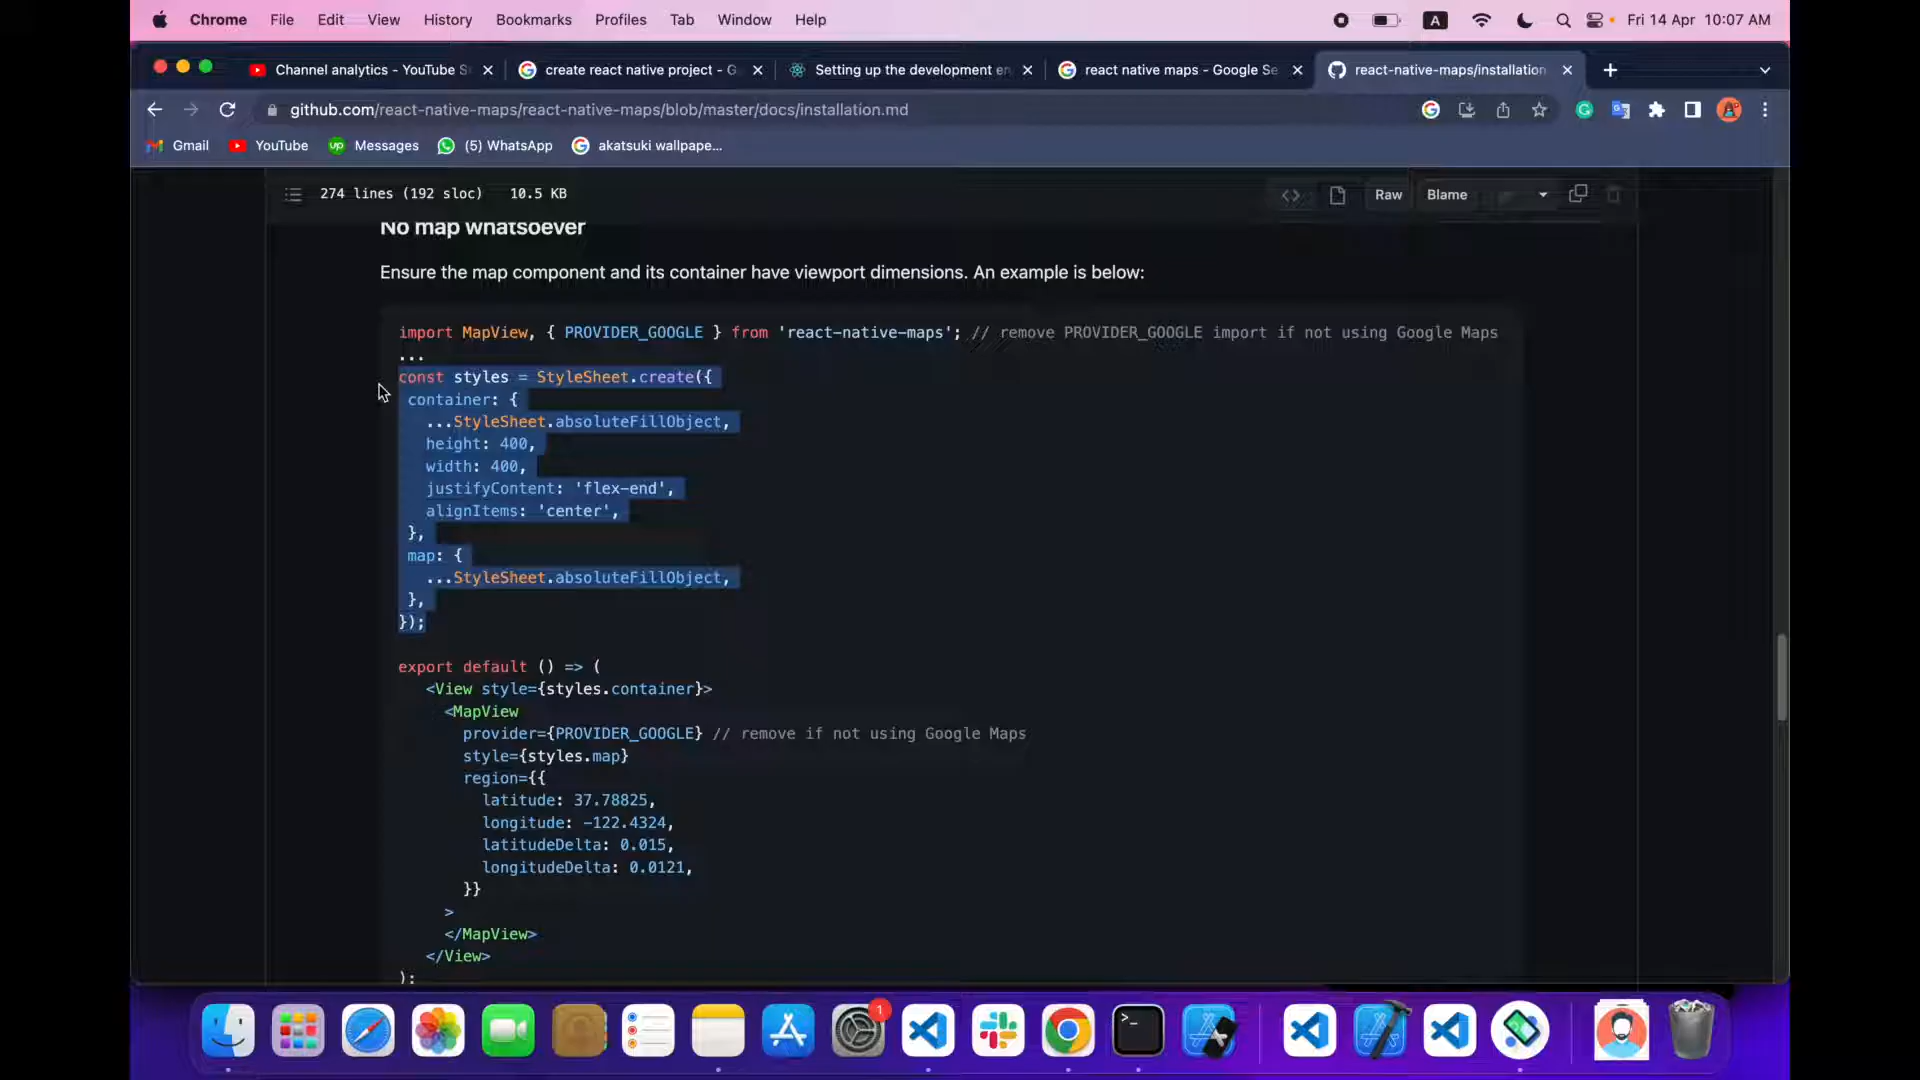 Chrome File Edit View History Bookmarks Profiles Tab Window Help A Fri 14 Apr 10:07 AM
Channel analytics - YouTube S create react native project - G Setting up the development en react native maps - Google Se react-native-maps/installation
github.com/react-native-maps/react-native-maps/blob/master/docs/installation.md
Gmail YouTube up Messages (5) WhatsApp akatsuki wallpape...
274 lines (192 sloc) 10.5 KB Raw Blame
No map whatsoever
Ensure the map component and its container have viewport dimensions. An example is below:
import MapView, { PROVIDER_GOOGLE } from 'react-native-maps'; // remove PROVIDER_GOOGLE import if not using Google Maps
...
const styles = StyleSheet.create({
container: {
...StyleSheet.absoluteFillObject,
height: 400,
width: 400,
justifyContent: 'flex-end',
alignItems: 'center',
},
map: {
...StyleSheet.absoluteFillObject,
},
});
export default () => (
<View style={styles.container}>
<MapView
provider={PROVIDER_GOOGLE} // remove if not using Google Maps
style={styles.map}
region={{
latitude: 37.78825,
longitude: -122.4324,
latitudeDelta: 0.015,
longitudeDelta: 0.0121,
}}
>
</MapView>
</View>
);
1